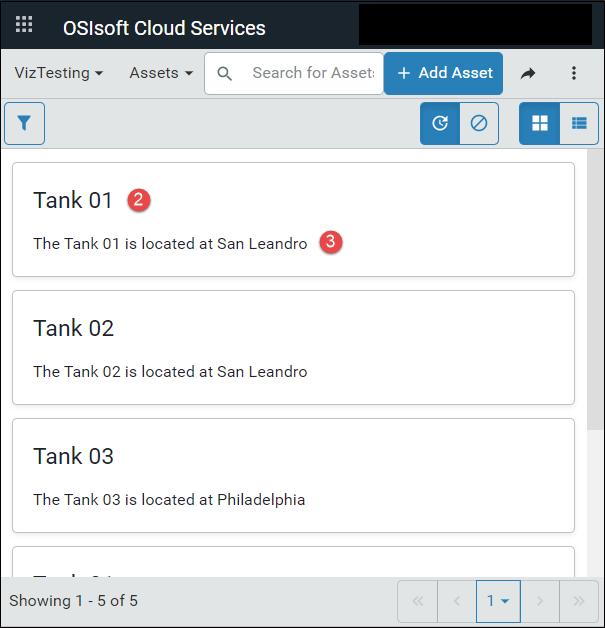 OSIsoft Cloud Services
VizTesting Assets Search for Asset: + Add Asset
Tank 01 2
The Tank 01 is located at San Leandro 3
Tank 02
The Tank 02 is located at San Leandro
Tank 03
The Tank 03 is located at Philadelphia
Showing 1 - 5 of 5 « < 1 > »